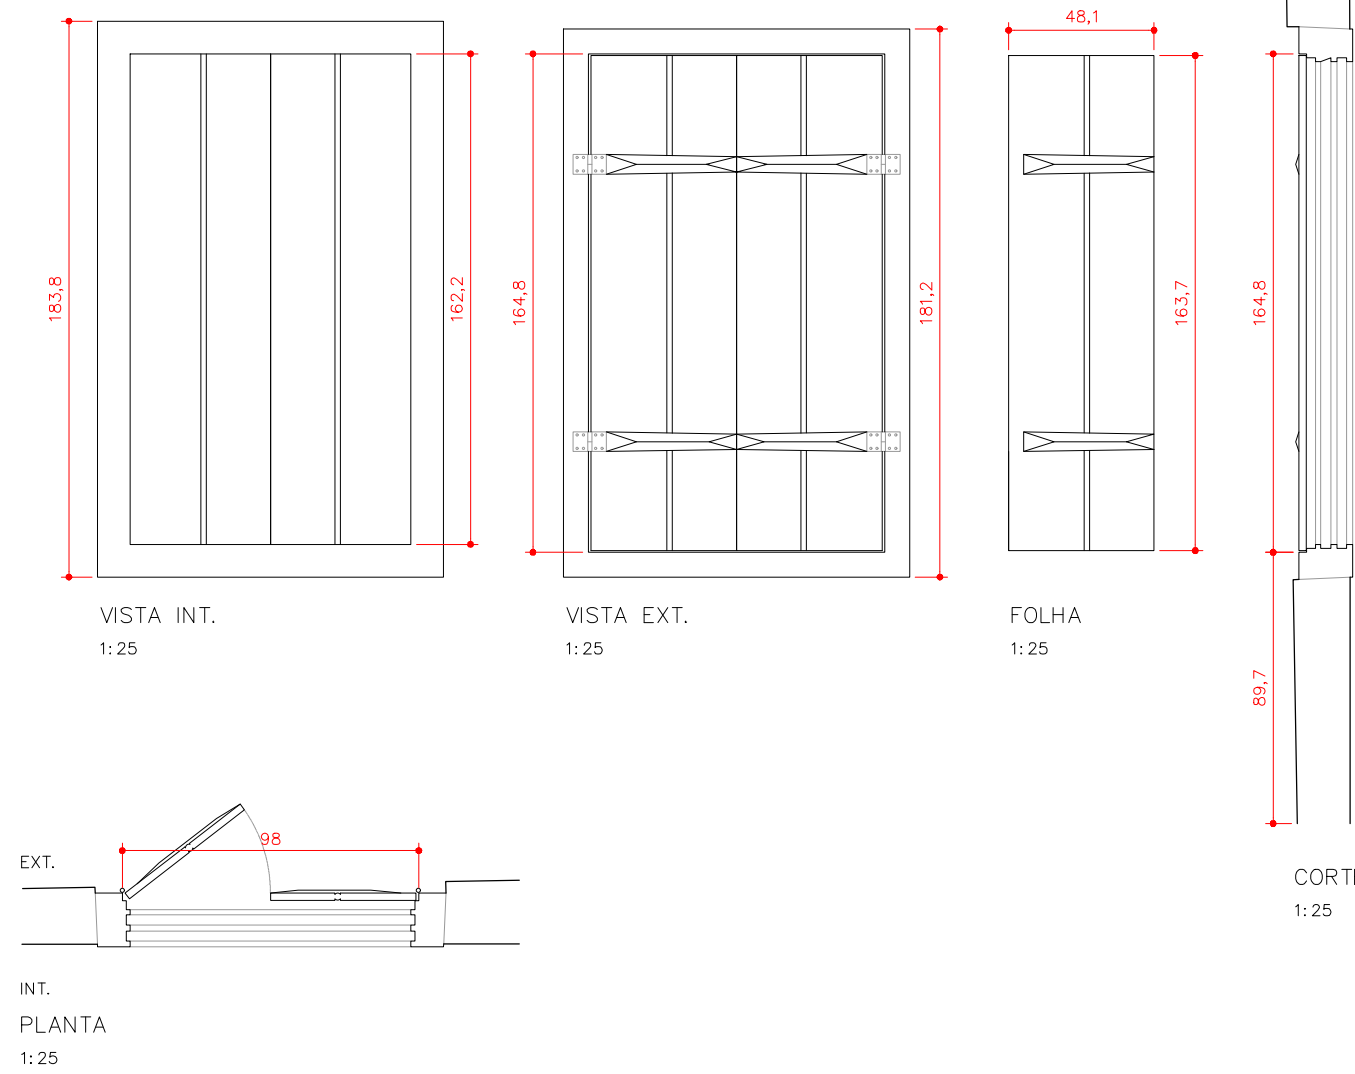 48,1
183,8
162,2
164,8
181,2
163,7
164,8
VISTA INT.
1:25
VISTA EXT.
1:25
FOLHA
1:25
89,7
98
EXT.
CORTE
1:25
INT.
PLANTA
1:25